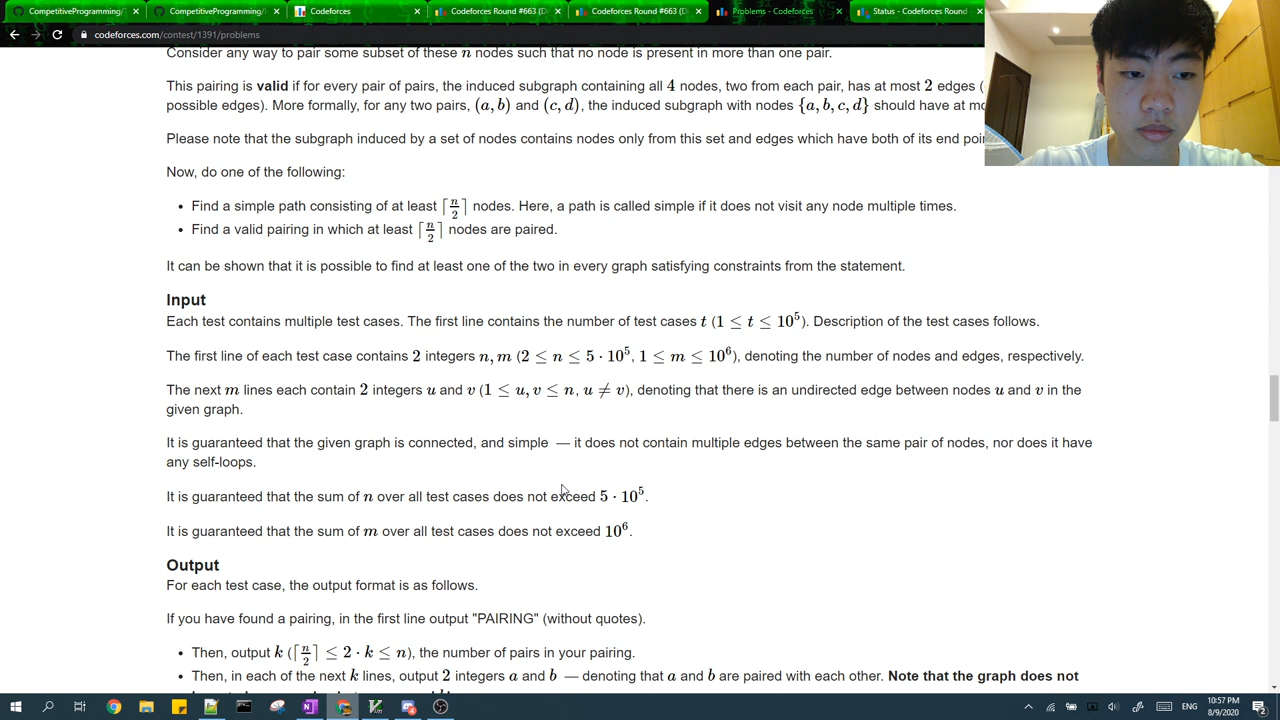 CompetitiveProgramming/
CompetitiveProgramming/
Codeforces
Codeforces Round #663 (D
Codeforces Round #663 (D
Problems - Codeforces
Status - Codeforces Round
codeforces.com/contest/1391/problems
Consider any way to pair some subset of these n nodes such that no node is present in more than one pair.
This pairing is valid if for every pair of pairs, the induced subgraph containing all 4 nodes, two from each pair, has at most 2 edges (
possible edges). More formally, for any two pairs, (a, b) and (c, d), the induced subgraph with nodes {a, b, c, d} should have at mo
Please note that the subgraph induced by a set of nodes contains nodes only from this set and edges which have both of its end poi
Now, do one of the following:
• Find a simple path consisting of at least ⌈n/2⌉ nodes. Here, a path is called simple if it does not visit any node multiple times.
• Find a valid pairing in which at least ⌈n/2⌉ nodes are paired.
It can be shown that it is possible to find at least one of the two in every graph satisfying constraints from the statement.
Input
Each test contains multiple test cases. The first line contains the number of test cases t (1 ≤ t ≤ 10⁵). Description of the test cases follows.
The first line of each test case contains 2 integers n, m (2 ≤ n ≤ 5 · 10⁵, 1 ≤ m ≤ 10⁶), denoting the number of nodes and edges, respectively.
The next m lines each contain 2 integers u and v (1 ≤ u, v ≤ n, u ≠ v), denoting that there is an undirected edge between nodes u and v in the
given graph.
It is guaranteed that the given graph is connected, and simple — it does not contain multiple edges between the same pair of nodes, nor does it have
any self-loops.
It is guaranteed that the sum of n over all test cases does not exceed 5 · 10⁵.
It is guaranteed that the sum of m over all test cases does not exceed 10⁶.
Output
For each test case, the output format is as follows.
If you have found a pairing, in the first line output "PAIRING" (without quotes).
• Then, output k (⌈n/2⌉ ≤ 2 · k ≤ n), the number of pairs in your pairing.
• Then, in each of the next k lines, output 2 integers a and b — denoting that a and b are paired with each other. Note that the graph does not
ENG
10:57 PM
8/9/2020
2